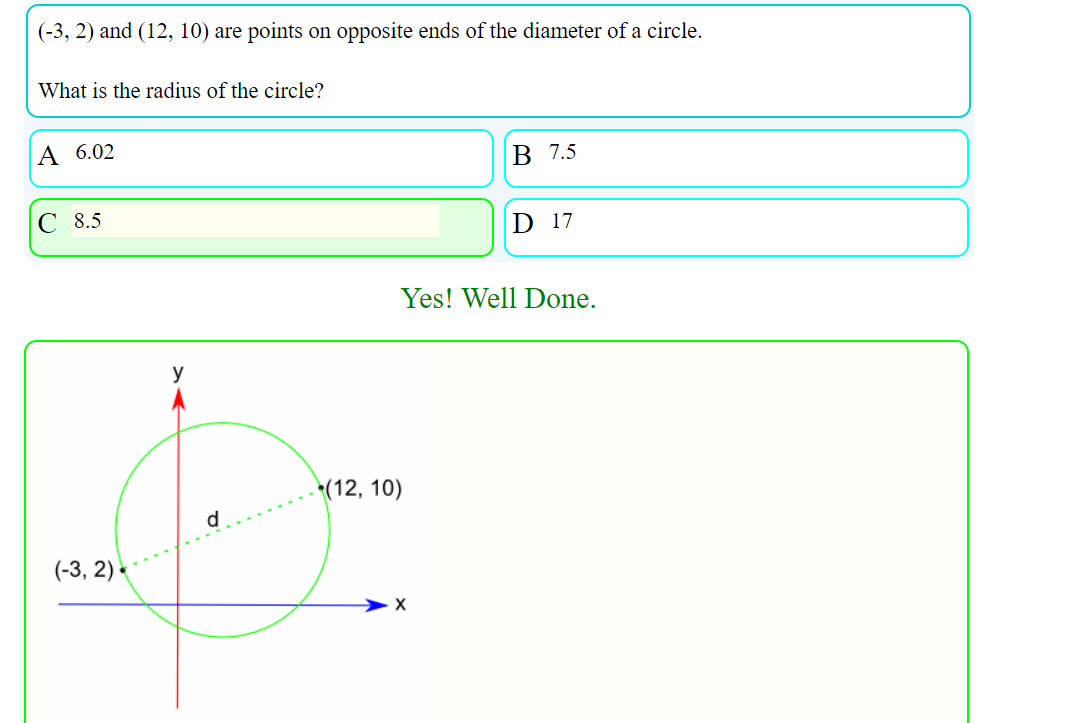 (-3, 2) and (12, 10) are points on opposite ends of the diameter of a circle.
What is the radius of the circle?
A 6.02
B 7.5
C 8.5
D 17
Yes! Well Done.
y
(12, 10)
d
(-3, 2)
x